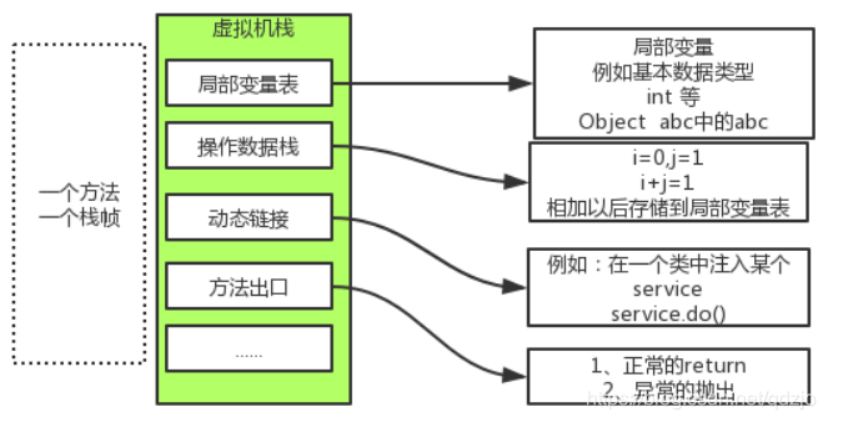 虚拟机栈
一个方法
一个栈帧
局部变量表
操作数据栈
动态链接
方法出口
......
局部变量
例如基本数据类型
int 等
Object abc中的abc
i=0,j=1
i+j=1
相加以后存储到局部变量表
例如：在一个类中注入某个
service
service.do()
1、正常的return
2、异常的抛出